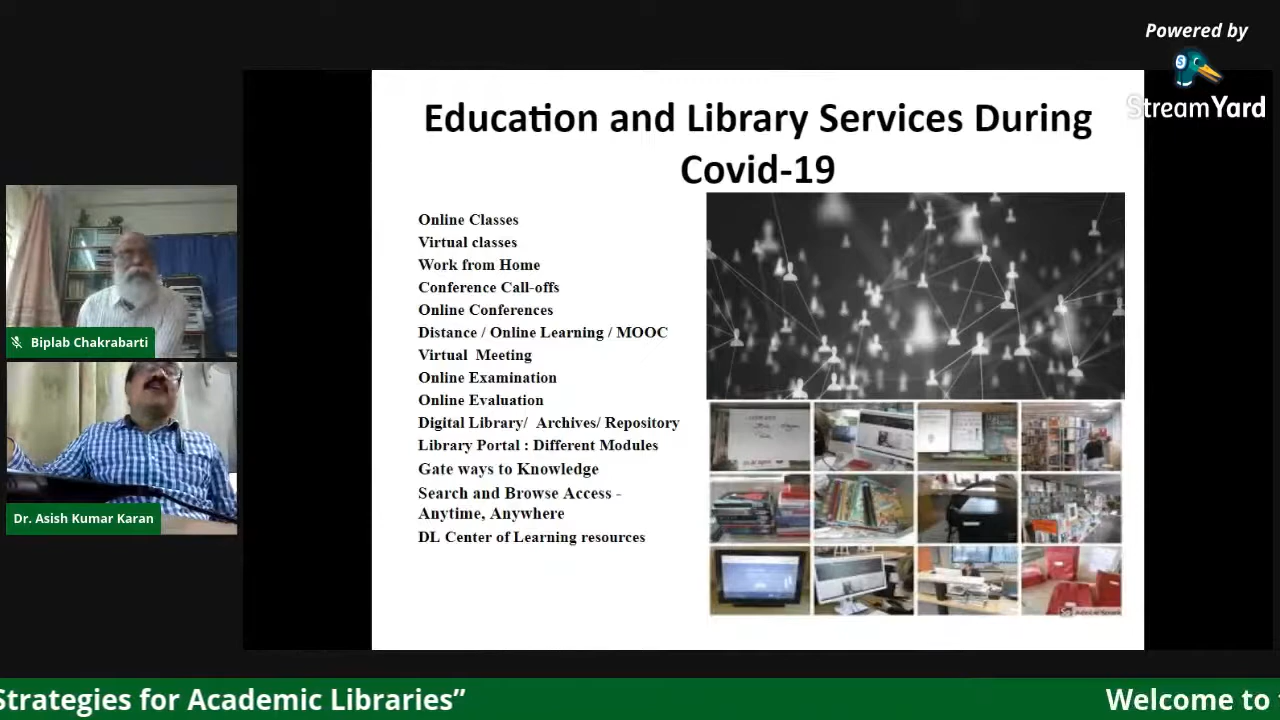 Powered by
StreamYard
Education and Library Services During
Covid-19
Online Classes
Virtual classes
Work from Home
Conference Call-offs
Online Conferences
Distance / Online Learning / MOOC
Virtual Meeting
Online Examination
Online Evaluation
Digital Library/ Archives/ Repository
Library Portal : Different Modules
Gate ways to Knowledge
Search and Browse Access -
Anytime, Anywhere
DL Center of Learning resources
Biplab Chakrabarti
Dr. Asish Kumar Karan
Strategies for Academic Libraries”
Welcome to